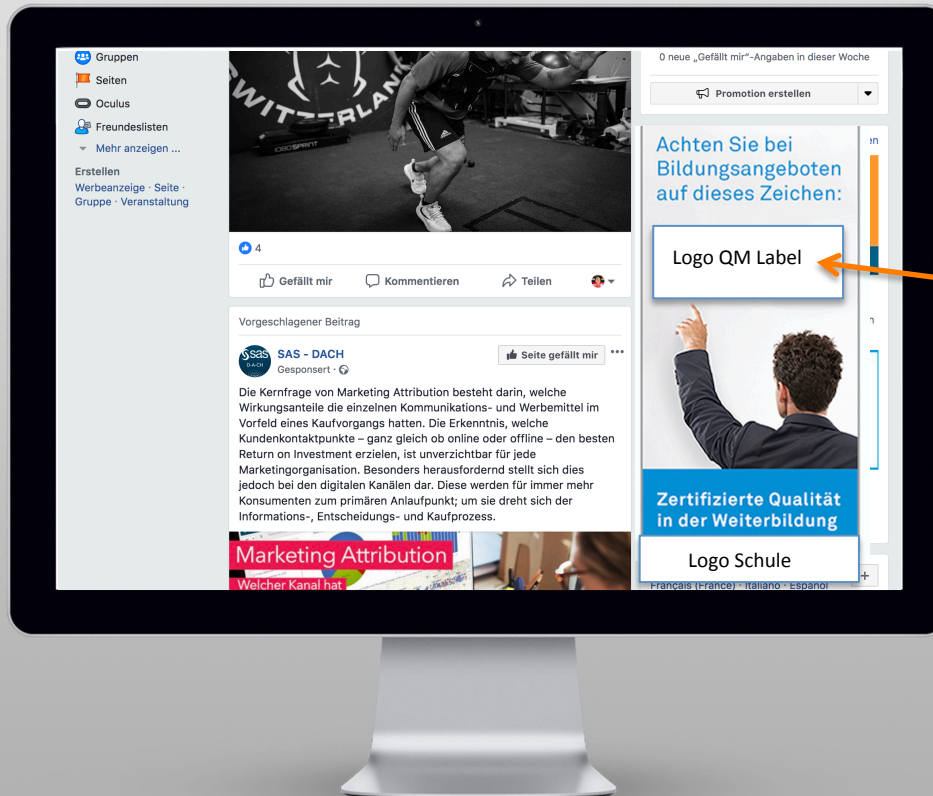 Gruppen
Seiten
Oculus
Freundeslisten
Mehr anzeigen ...
Erstellen
Werbeanzeige · Seite ·
Gruppe · Veranstaltung
SWITZERLAND
1080SPRINT
4
Gefällt mir
Kommentieren
Teilen
Vorgeschlagener Beitrag
SAS - DACH
Gesponsert ·
Seite gefällt mir
Die Kernfrage von Marketing Attribution besteht darin, welche
Wirkungsanteile die einzelnen Kommunikations- und Werbemittel im
Vorfeld eines Kaufvorgangs hatten. Die Erkenntnis, welche
Kundenkontaktpunkte – ganz gleich ob online oder offline – den besten
Return on Investment erzielen, ist unverzichtbar für jede
Marketingorganisation. Besonders herausfordernd stellt sich dies
jedoch bei den digitalen Kanälen dar. Diese werden für immer mehr
Konsumenten zum primären Anlaufpunkt; um sie dreht sich der
Informations-, Entscheidungs- und Kaufprozess.
Marketing Attribution
Welcher Kanal hat
0 neue „Gefällt mir“-Angaben in dieser Woche
Promotion erstellen
Achten Sie bei
Bildungsangeboten
auf dieses Zeichen:
Logo QM Label
Zertifizierte Qualität
in der Weiterbildung
Logo Schule
Français (France) · Italiano · Español